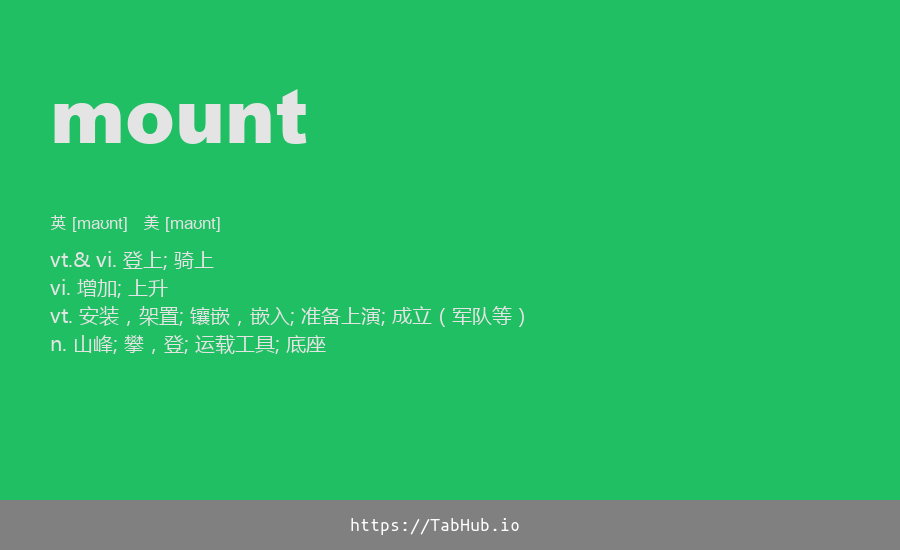 mount
英 [maʊnt] 美 [maʊnt]
vt.& vi. 登上; 骑上
vi. 增加; 上升
vt. 安装，架置; 镶嵌，嵌入; 准备上演; 成立（军队等）
n. 山峰; 攀，登; 运载工具; 底座
https://TabHub.io